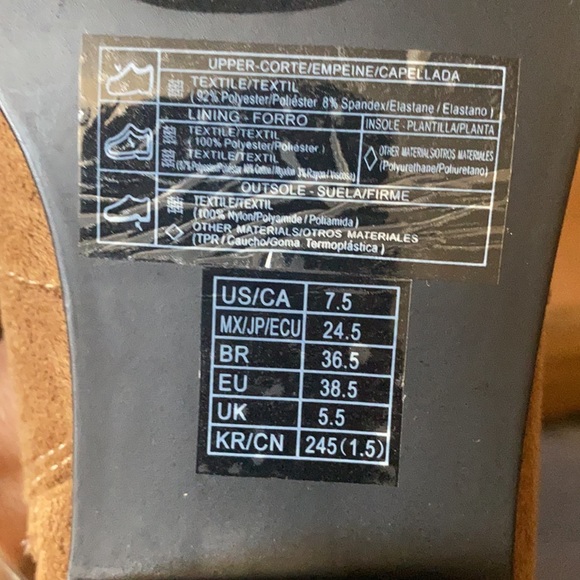 UPPER-CORTE/EMPEINE/CAPELLADA
TEXTILE/TEXTIL
(92% Polyester/Poliéster 8% Spandex/Elastane/Elastano)
LINING - FORRO
TEXTILE/TEXTIL
(100% Polyester/Poliéster)
TEXTILE/TEXTIL
INSOLE - PLANTILLA/PLANTA
OTHER MATERIALS/OTROS MATERIALES
(Polyurethane/Poliuretano)
OUTSOLE - SUELA/FIRME
TEXTILE/TEXTIL
(100% Nylon/Polyamide/Poliamida)
OTHER MATERIALS/OTROS MATERIALES
(TPR/Caucho/Goma Termoplástica)
US/CA 7.5
MX/JP/ECU 24.5
BR 36.5
EU 38.5
UK 5.5
KR/CN 245(1.5)